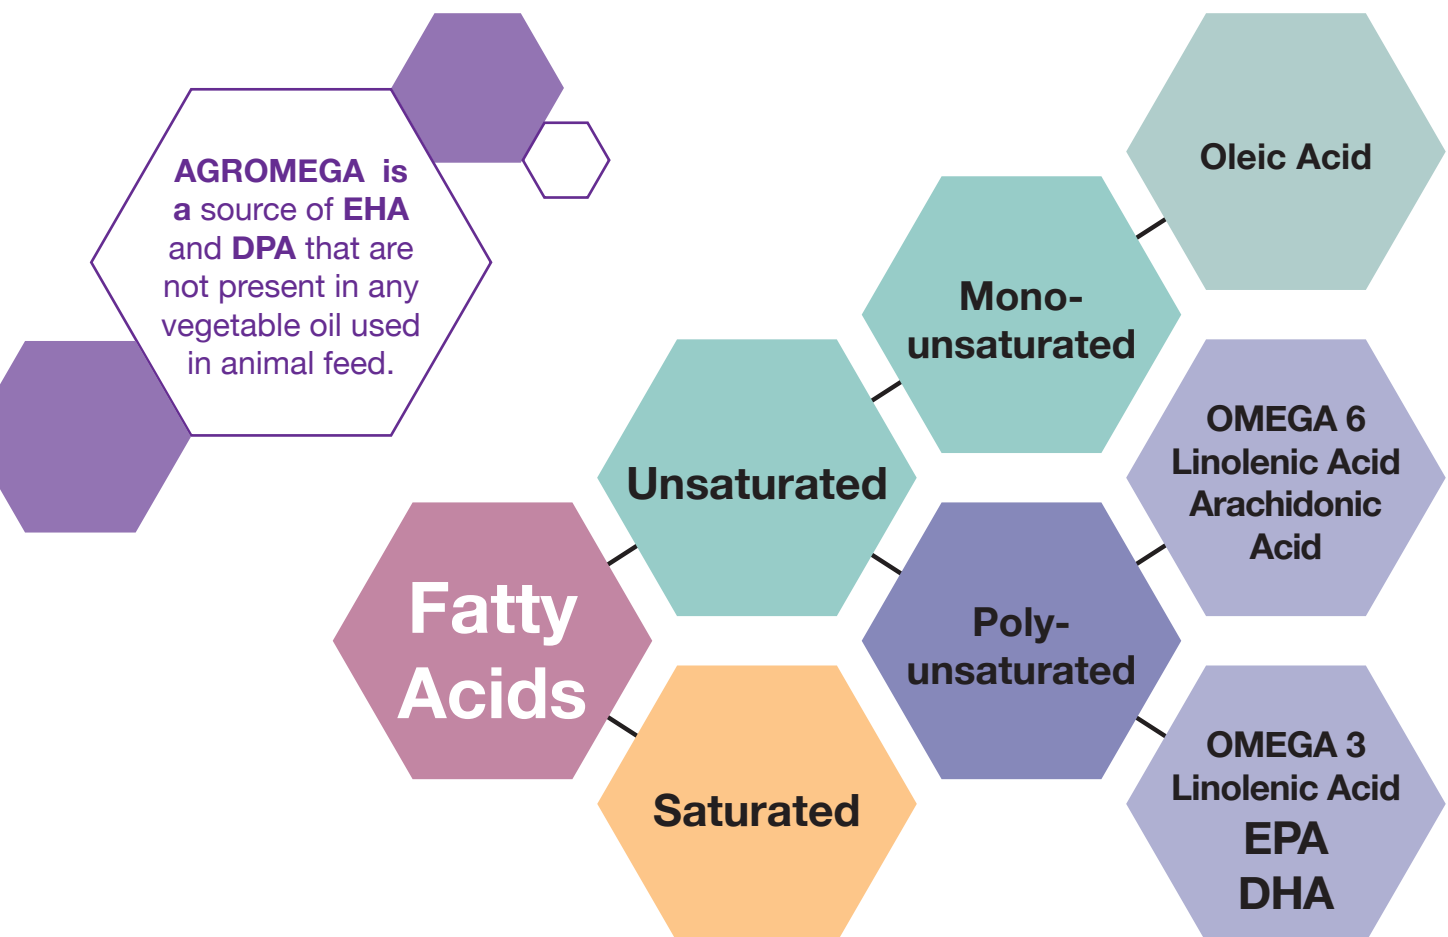 AGROMEGA is
a source of EHA
and DPA that are
not present in any
vegetable oil used
in animal feed.
Fatty
Acids
Unsaturated
Saturated
Mono-
unsaturated
Poly-
unsaturated
Oleic Acid
OMEGA 6
Linolenic Acid
Arachidonic
Acid
OMEGA 3
Linolenic Acid
EPA
DHA